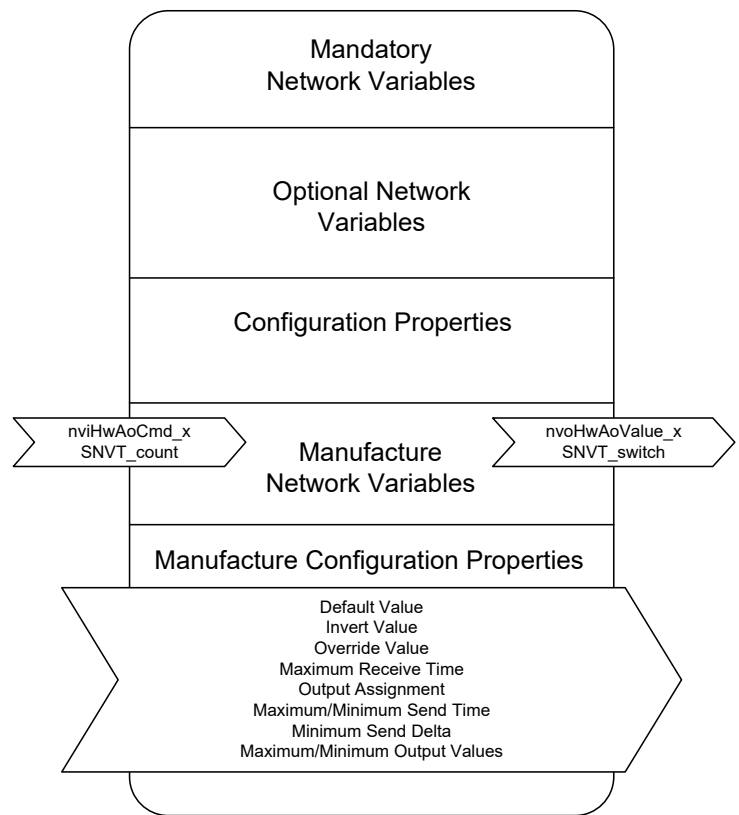 Mandatory
Network Variables
Optional Network
Variables
Configuration Properties
nviHwAoCmd_x
SNVT_count
nvoHwAoValue_x
SNVT_switch
Manufacture
Network Variables
Manufacture Configuration Properties
Default Value
Invert Value
Override Value
Maximum Receive Time
Output Assignment
Maximum/Minimum Send Time
Minimum Send Delta
Maximum/Minimum Output Values